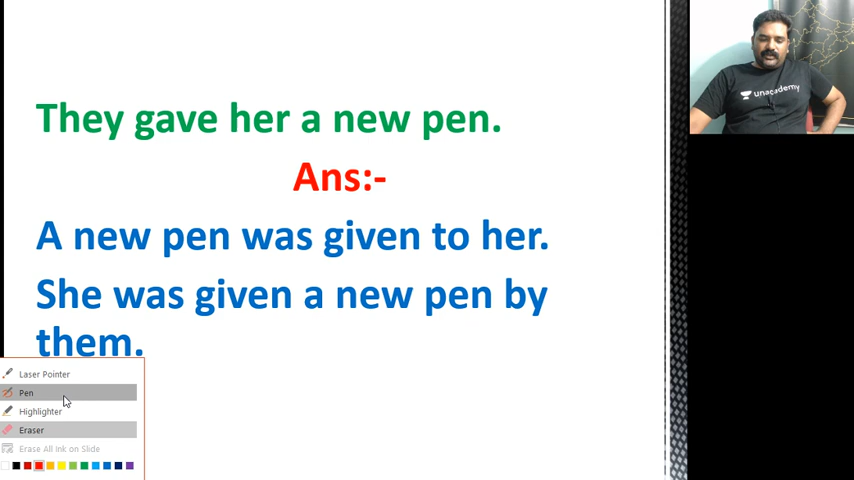 They gave her a new pen.
Ans:-
A new pen was given to her.
She was given a new pen by
them.
Laser Pointer
Pen
Highlighter
Eraser
Erase All Ink on Slide
unacademy